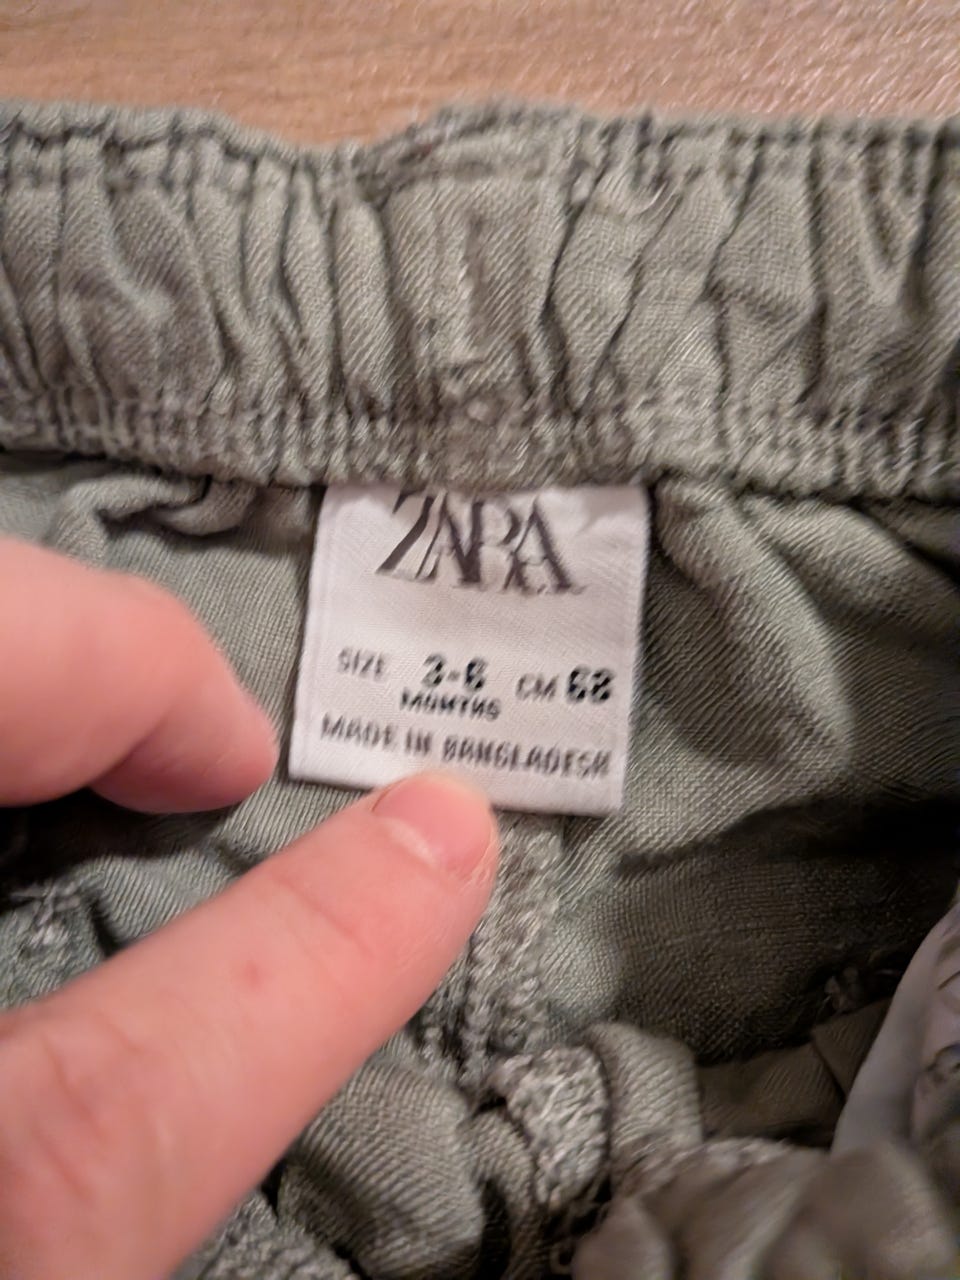 ZARA
SIZE 3-6 CM 68
MONTHS
MADE IN BANGLADESH